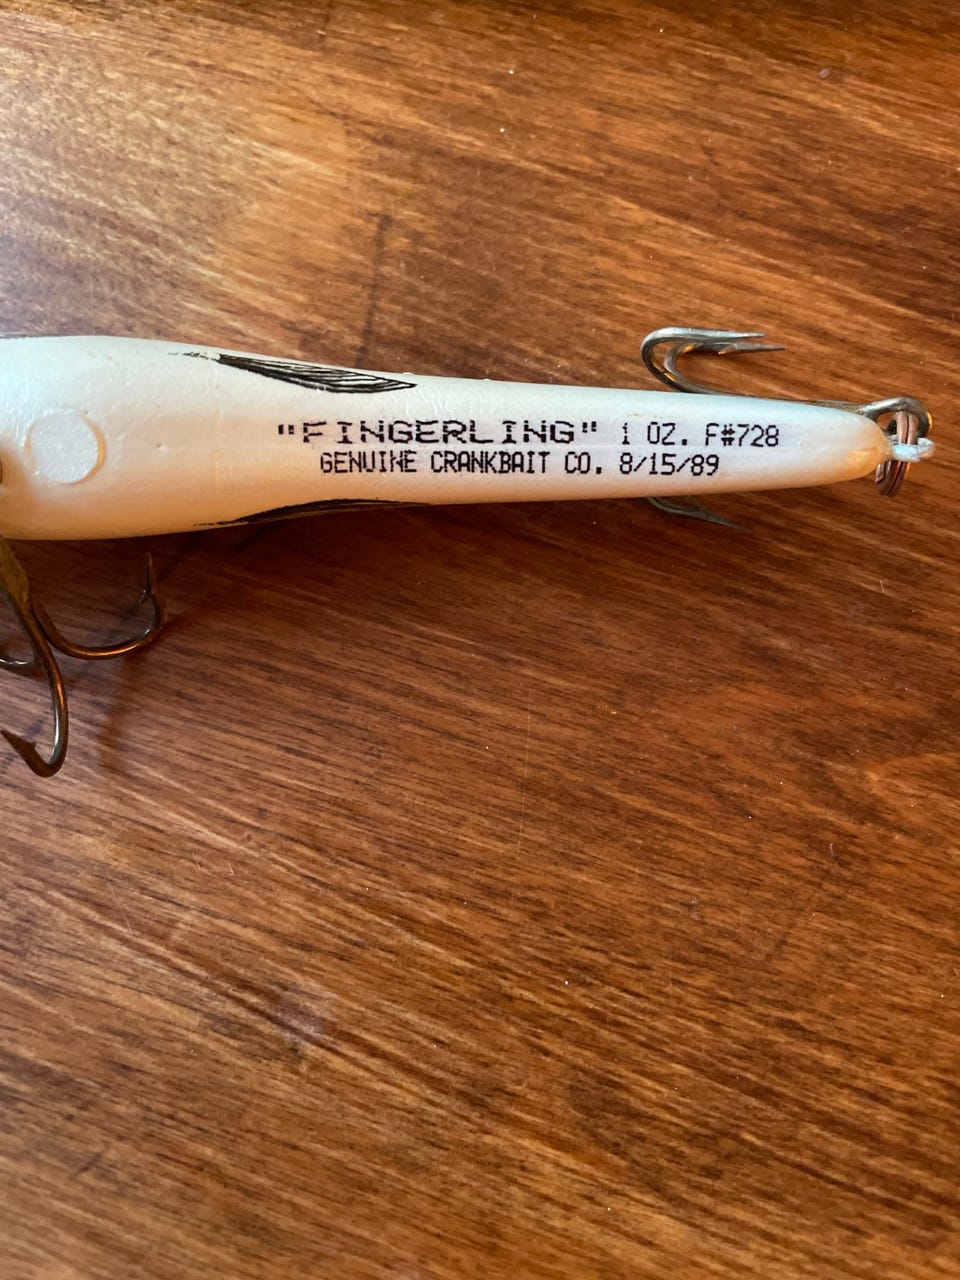 "FINGERLING" 1 OZ. F#728
GENUINE CRANKBAIT CO. 8/15/89